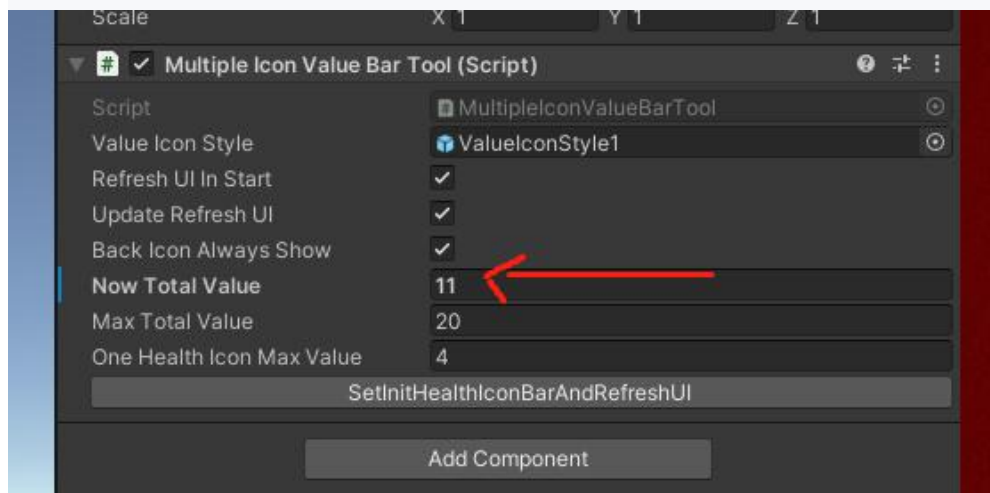 Scale X 1 Y 1 Z 1
# Multiple Icon Value Bar Tool (Script)
Script # MultipleIconValueBarTool
Value Icon Style ValueIconStyle1
Refresh UI In Start
Update Refresh UI
Back Icon Always Show
Now Total Value 11
Max Total Value 20
One Health Icon Max Value 4
SetInitHealthIconBarAndRefreshUI
Add Component